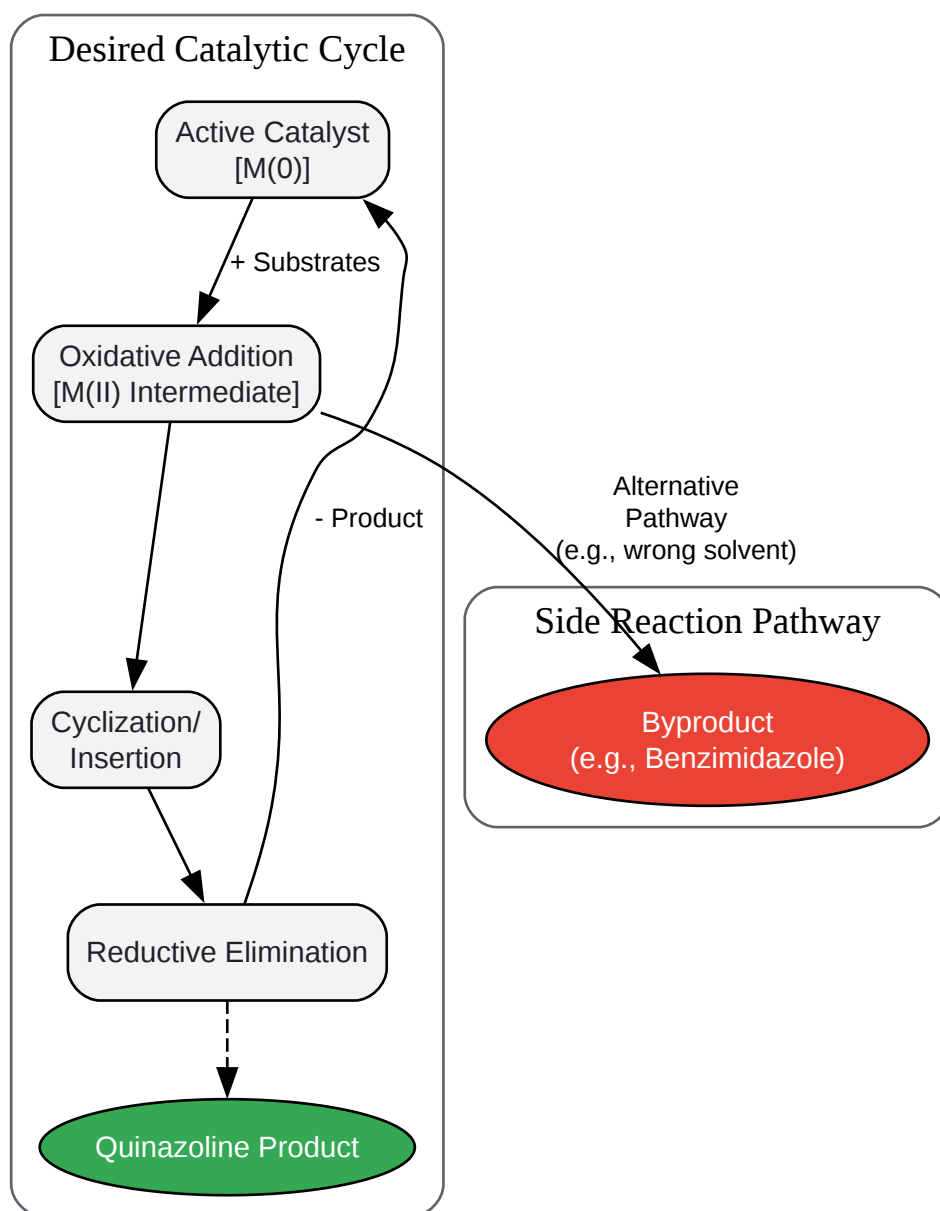 Desired Catalytic Cycle
Active Catalyst
[M(0)]
+ Substrates
Oxidative Addition
[M(II) Intermediate]
- Product
Alternative
Pathway
(e.g., wrong solvent)
Side Reaction Pathway
Byproduct
(e.g., Benzimidazole)
Cyclization/
Insertion
Reductive Elimination
Quinazoline Product